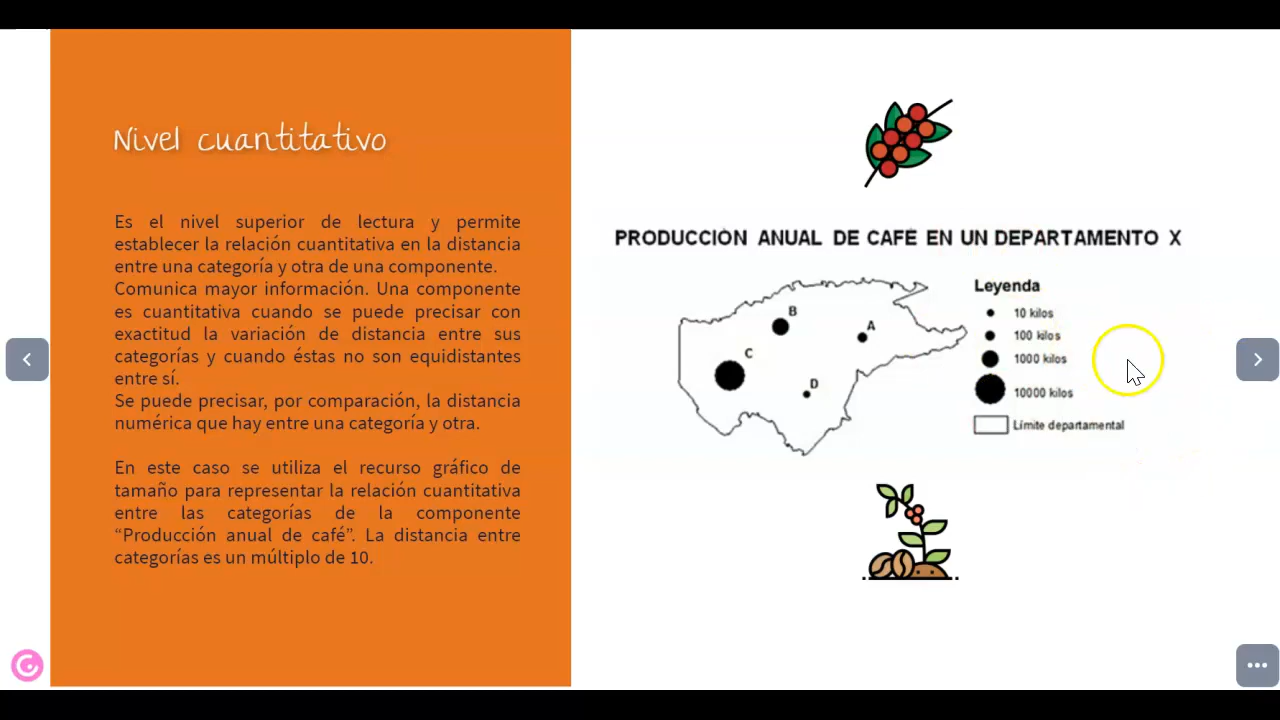 Nivel cuantitativo
Es el nivel superior de lectura y permite
establecer la relación cuantitativa en la distancia
entre una categoría y otra de una componente.
Comunica mayor información. Una componente
es cuantitativa cuando se puede precisar con
exactitud la variación de distancia entre sus
categorías y cuando éstas no son equidistantes
entre sí.
Se puede precisar, por comparación, la distancia
numérica que hay entre una categoría y otra.
En este caso se utiliza el recurso gráfico de
tamaño para representar la relación cuantitativa
entre las categorías de la componente
“Producción anual de café”. La distancia entre
categorías es un múltiplo de 10.
PRODUCCIÓN ANUAL DE CAFÉ EN UN DEPARTAMENTO X
B
A
C
D
Leyenda
10 kilos
100 kilos
1000 kilos
10000 kilos
Límite departamental